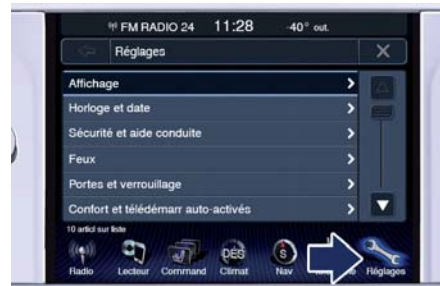 FM RADIO 24 11:28 -40° out.
Réglages
Affichage
Horloge et date
Sécurité et aide conduite
Feux
Portes et verrouillage
Confort et télédémarr auto-activés
10 articl sur liste
DÉS S
Radio Lecteur Command Climat Nav Réglages